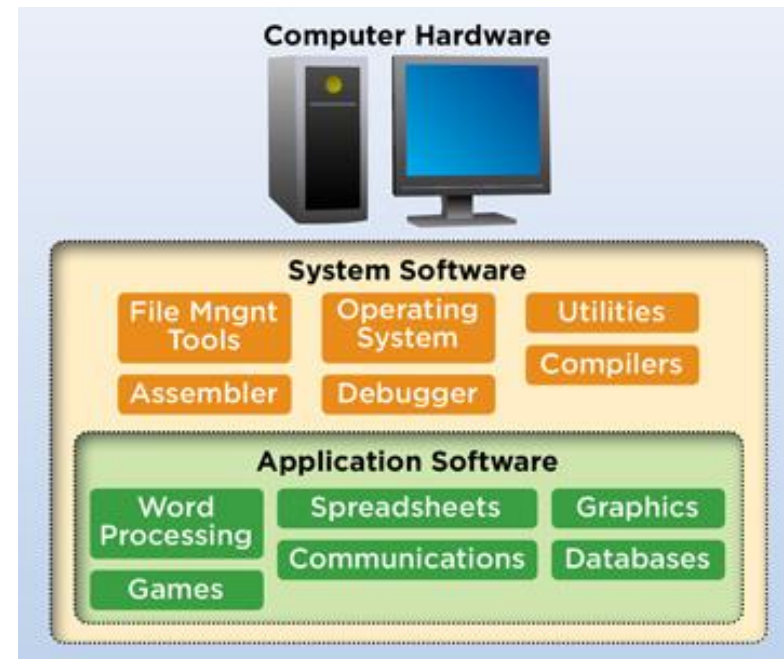 Computer Hardware
System Software
File Mngnt
Tools
Operating
System
Utilities
Compilers
Assembler
Debugger
Application Software
Word
Processing
Spreadsheets
Graphics
Communications
Databases
Games